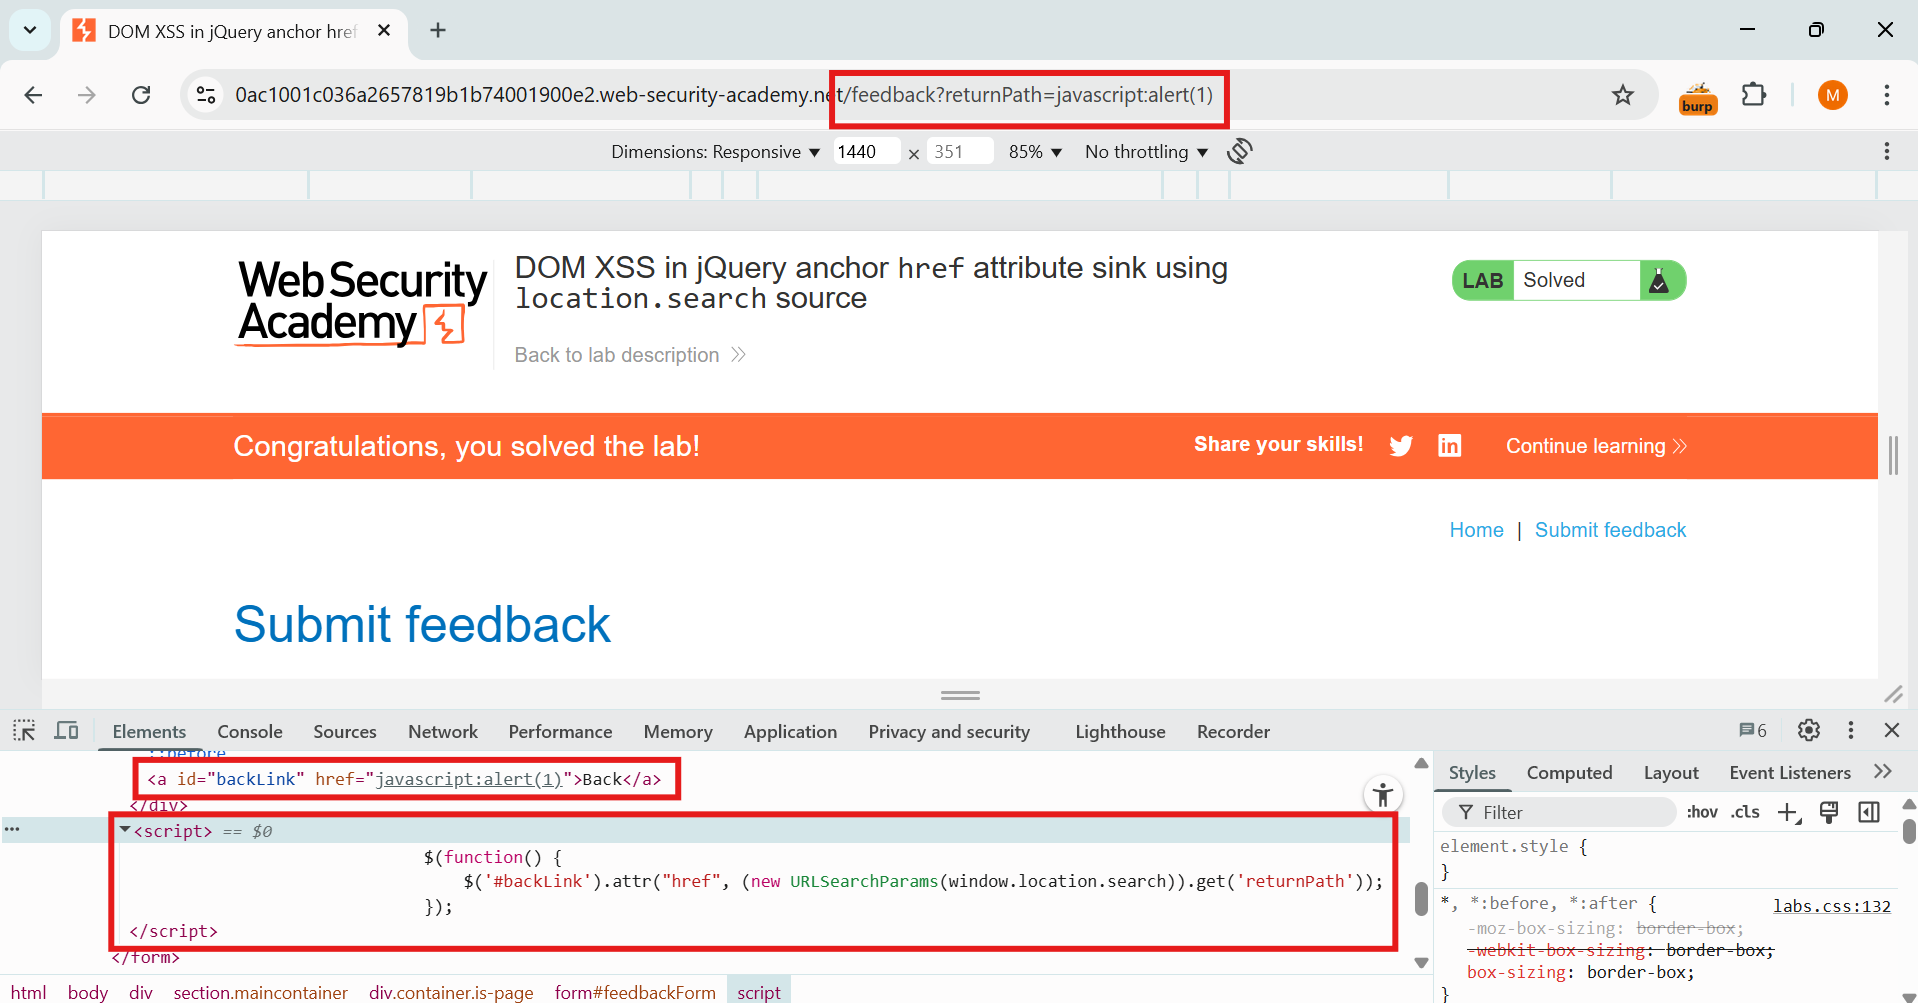 DOM XSS in jQuery anchor href
0ac1001c036a2657819b1b74001900e2.web-security-academy.net/feedback?returnPath=javascript:alert(1)
burp
M
Dimensions: Responsive ▼ 1440 × 351 85% ▼ No throttling ▼
WebSecurity
Academy
DOM XSS in jQuery anchor href attribute sink using
location.search source
Back to lab description
LAB Solved
Congratulations, you solved the lab!
Share your skills!
in
Continue learning
Home | Submit feedback
Submit feedback
Elements Console Sources Network Performance Memory Application Privacy and security Lighthouse Recorder
6
::before
<a id="backLink" href="javascript:alert(1)">Back</a>
</div>
... <script> == $0
$(function() {
$('#backLink').attr("href", (new URLSearchParams(window.location.search)).get('returnPath'));
});
</script>
</form>
html body div section.maincontainer div.container.is-page form#feedbackForm script
Styles Computed Layout Event Listeners
Filter :hov .cls
element.style {
}
*, *:before, *:after { labs.css:132
-moz-box-sizing: border-box;
-webkit-box-sizing: border-box;
box-sizing: border-box;
}